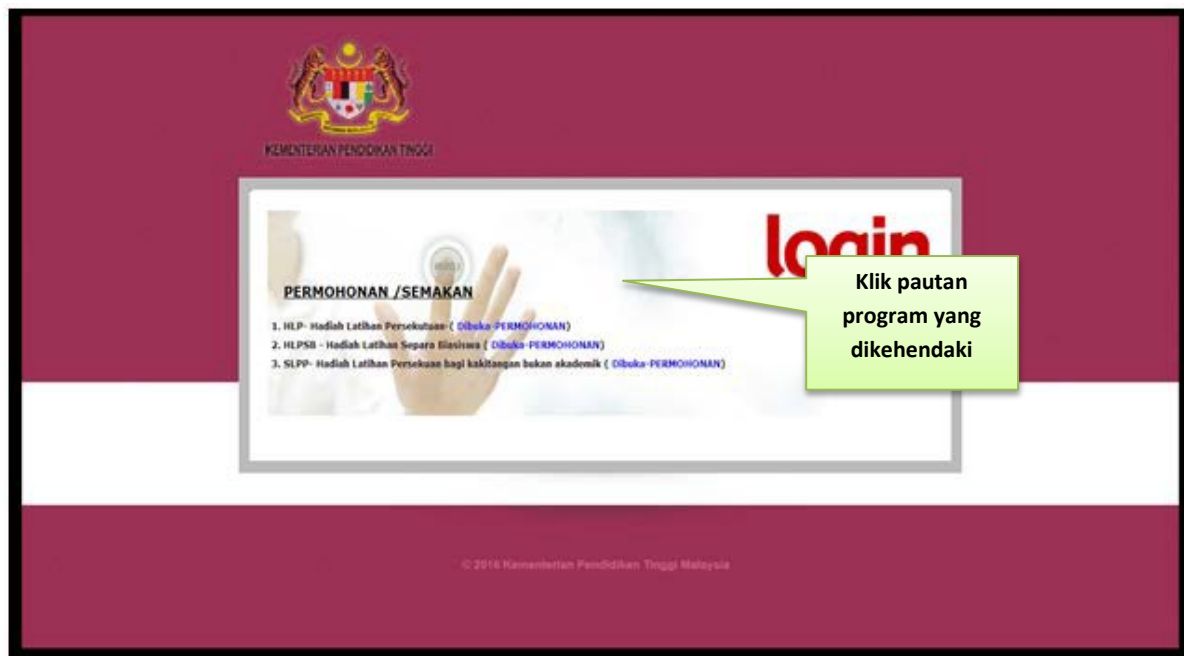 KEMENTERIAN PENDIDIKAN TINGGI
login
PERMOHONAN /SEMAKAN
1. HLP- Hadiah Latihan Persekutuan-( Dibuka-PERMOHONAN)
2. HLPSB - Hadiah Latihan Separa Biasiswa ( Dibuka-PERMOHONAN)
3. SLPP- Hadiah Latihan Persekuan bagi kakitangan bukan akademik ( Dibuka-PERMOHONAN)
Klik pautan
program yang
dikehendaki
© 2016 Kementerian Pendidikan Tinggi Malaysia